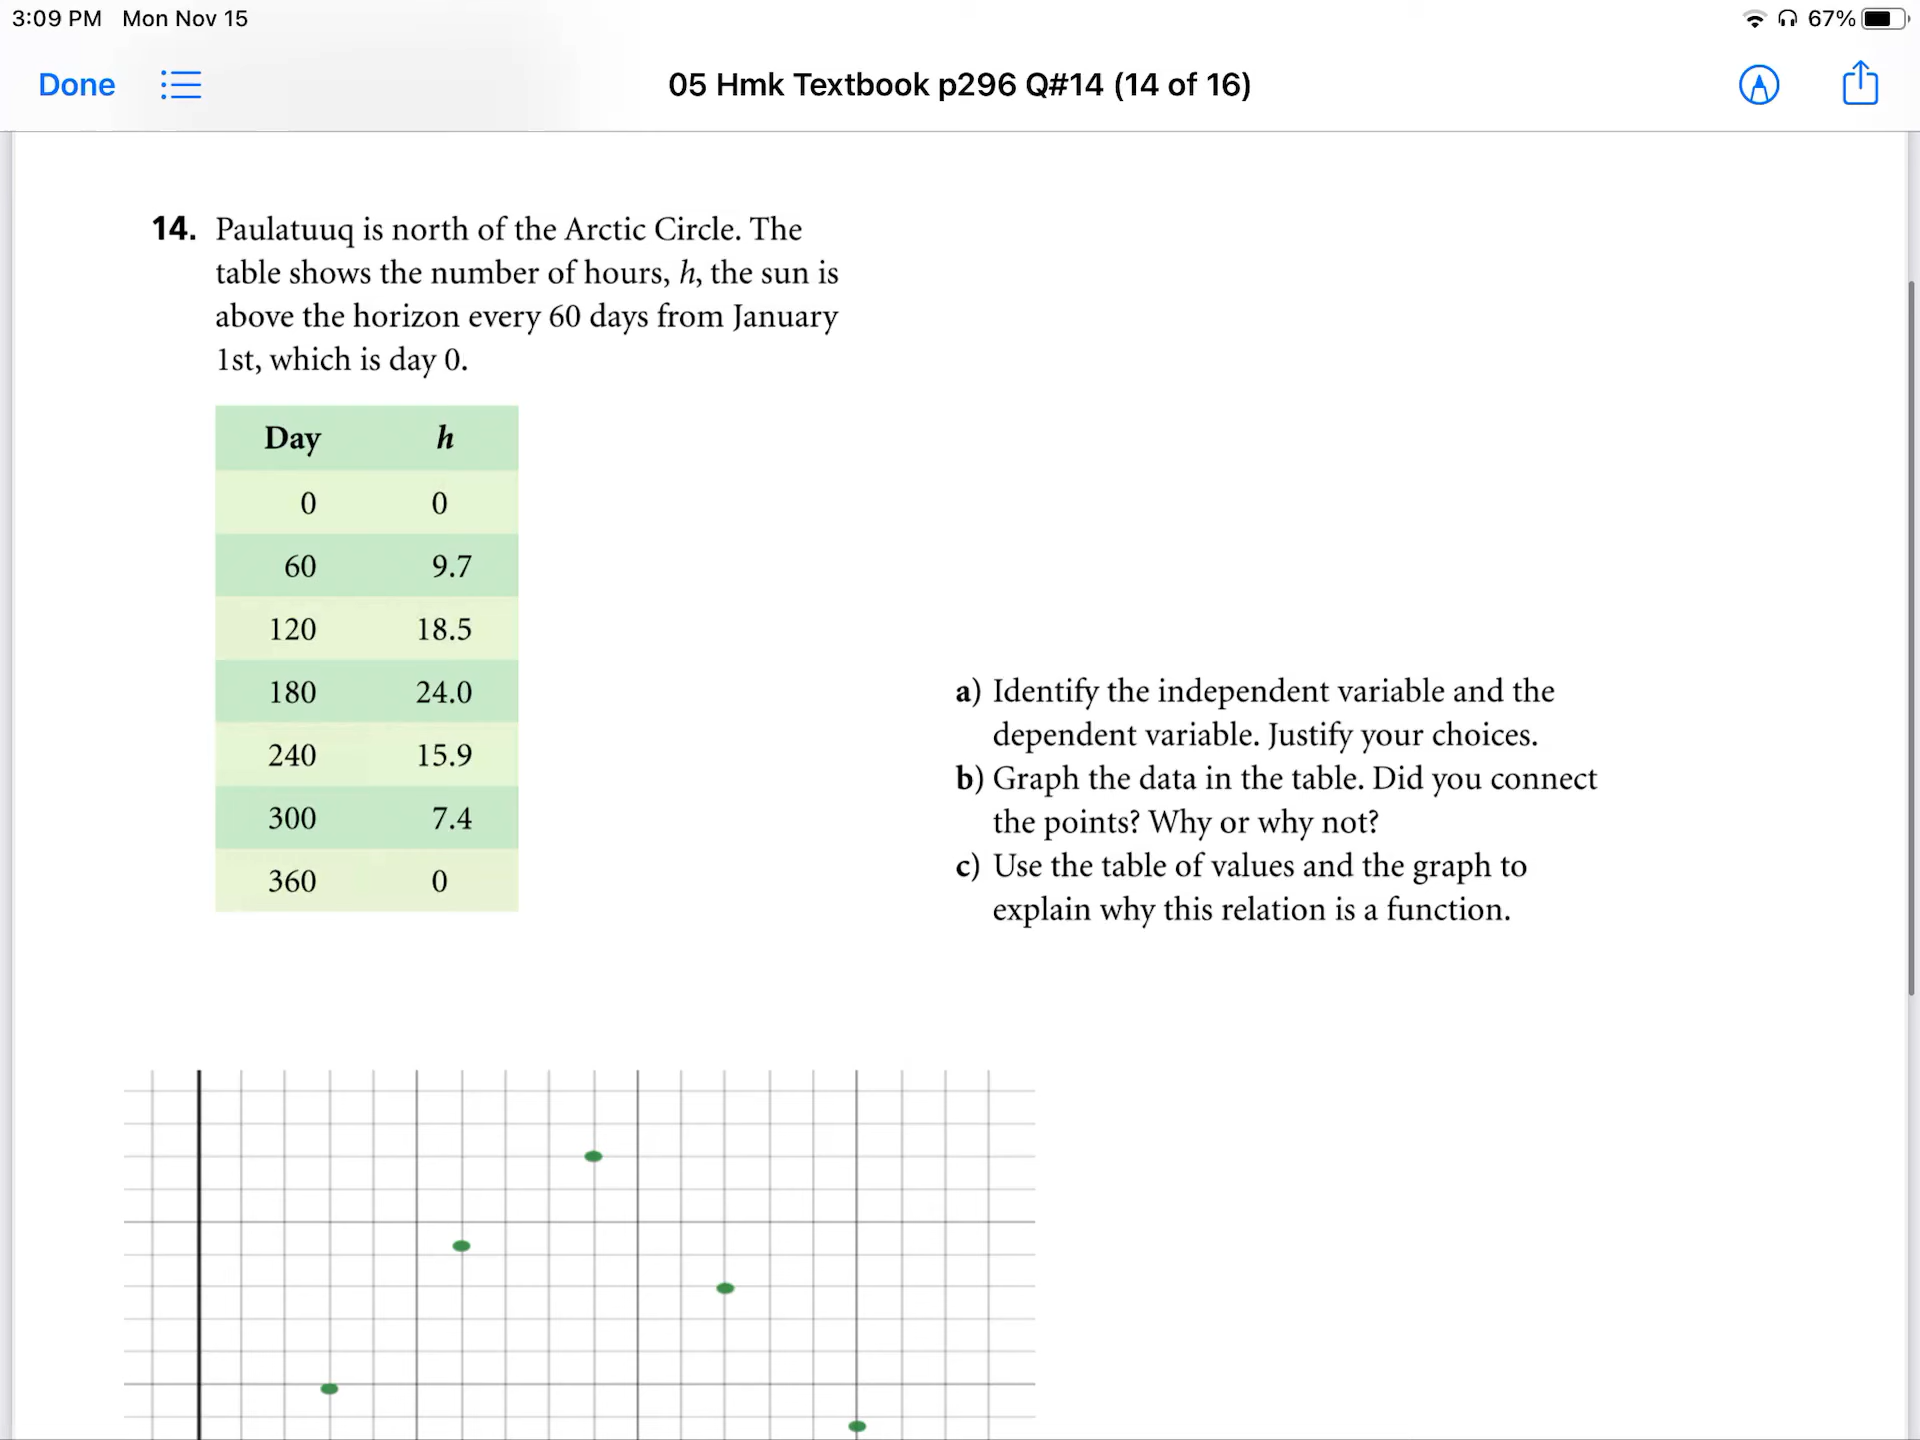 3:09 PM Mon Nov 15
67%
Done
05 Hmk Textbook p296 Q#14 (14 of 16)
14. Paulatuuq is north of the Arctic Circle. The
table shows the number of hours, h, the sun is
above the horizon every 60 days from January
1st, which is day 0.
Day h
0 0
60 9.7
120 18.5
180 24.0
240 15.9
300 7.4
360 0
a) Identify the independent variable and the
dependent variable. Justify your choices.
b) Graph the data in the table. Did you connect
the points? Why or why not?
c) Use the table of values and the graph to
explain why this relation is a function.